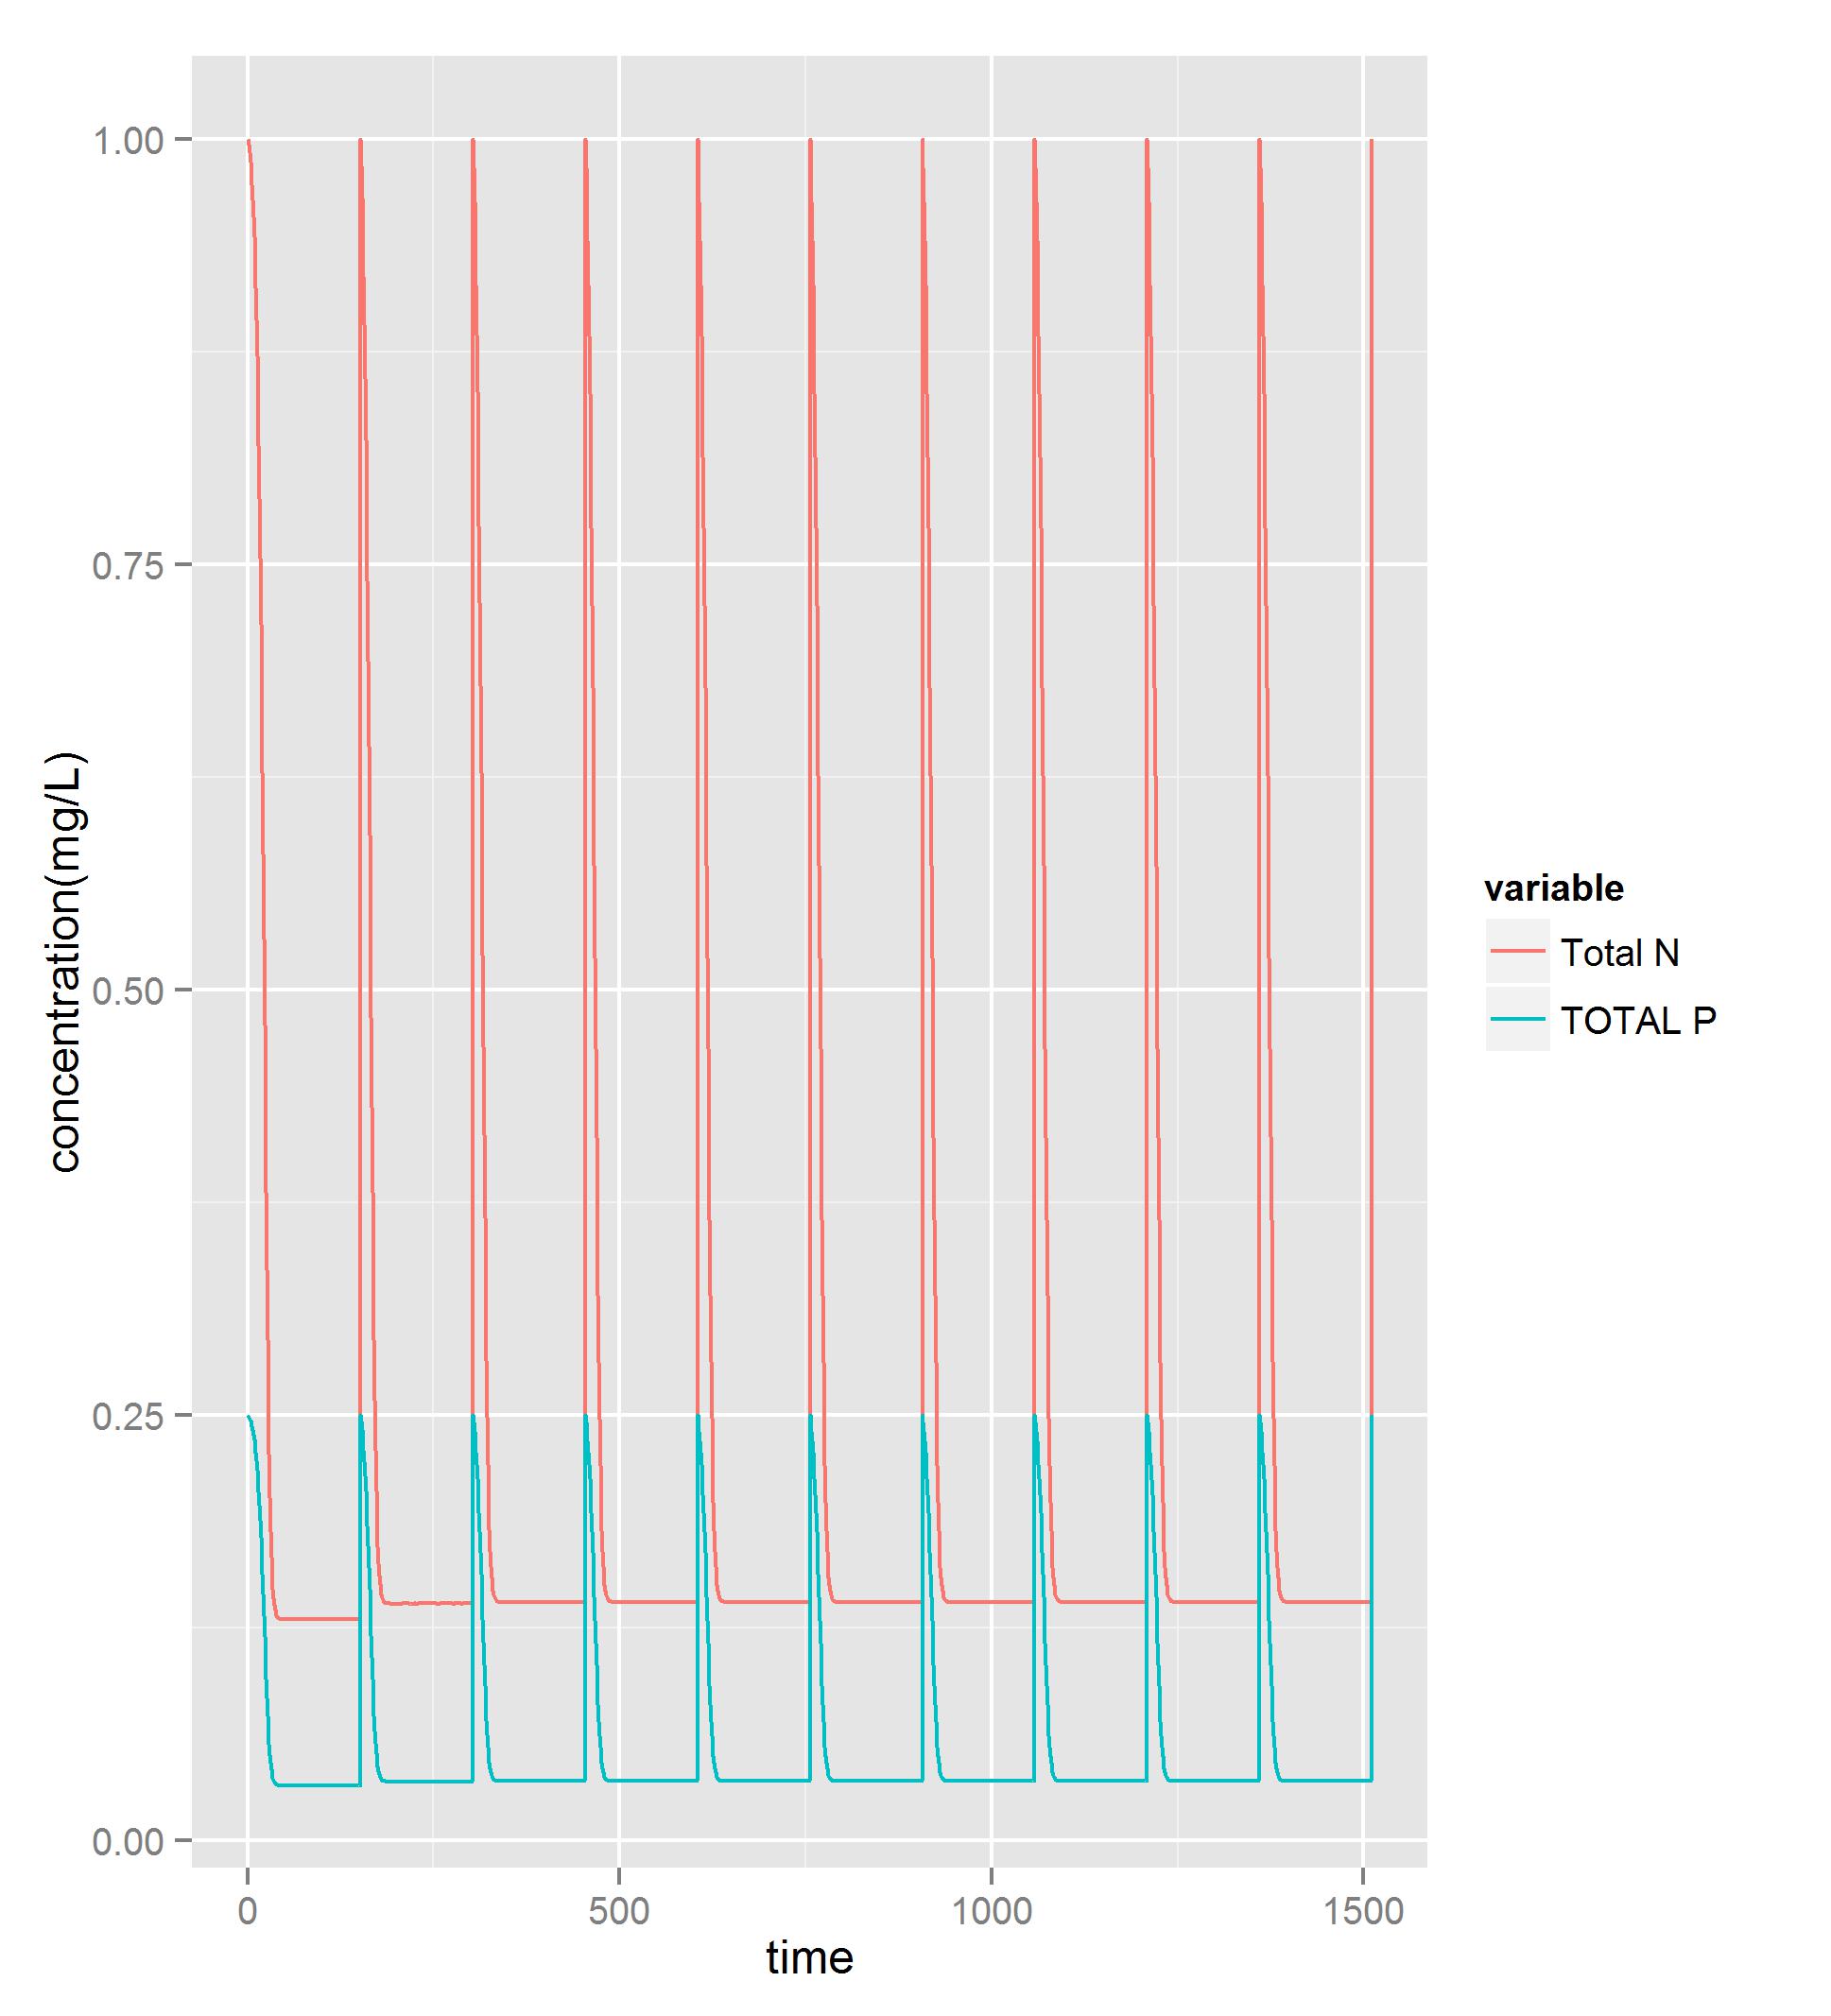 1.00
0.75
0.50
0.25
0.00
concentration(mg/L)
0 500 1000 1500
time
variable
Total N
TOTAL P